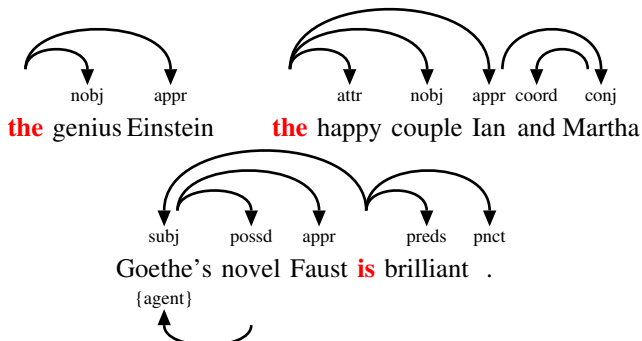 nobj appr
the genius Einstein
attr nobj appr coord conj
the happy couple Ian and Martha
subj possd appr preds pnct
Goethe's novel Faust is brilliant .
{agent}